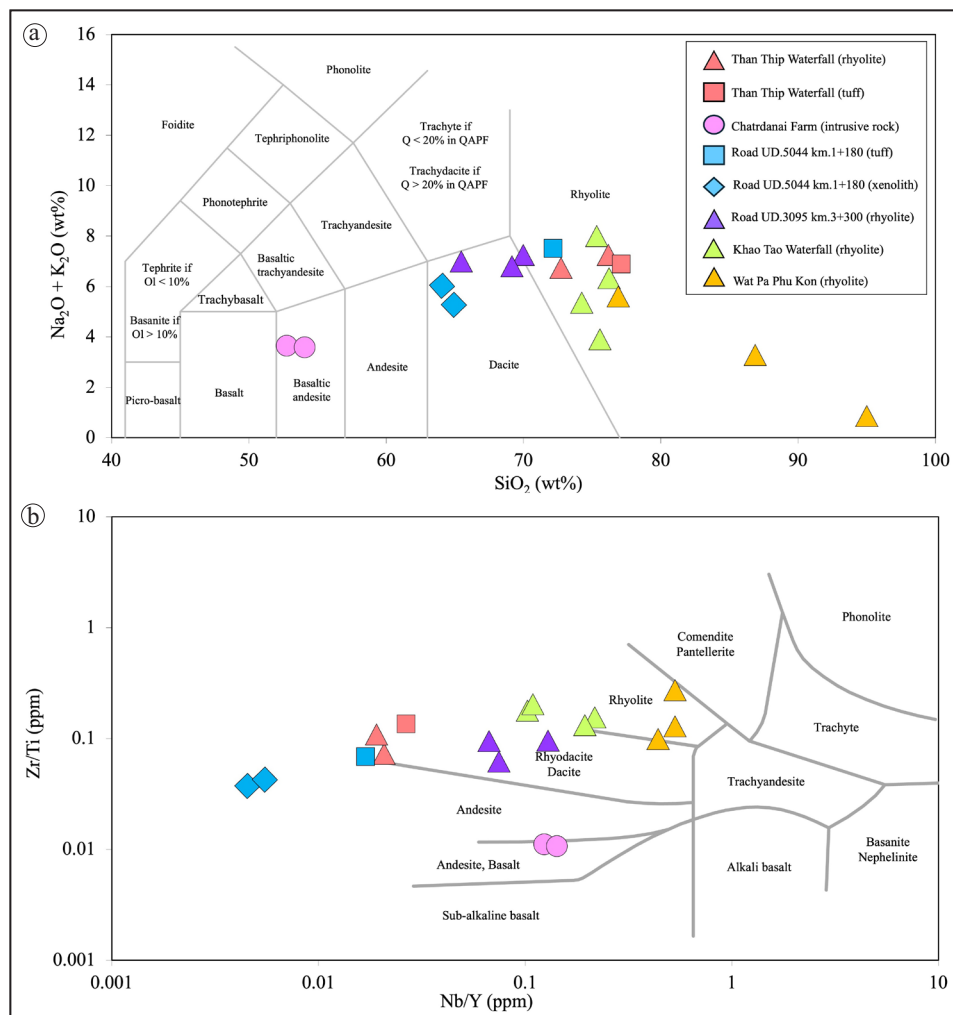 a
16
14
12
10
8
6
4
2
0
Na₂O + K₂O (wt%)
Phonolite
Foidite
Tephriphonolite
Trachyte if
Q < 20% in QAPF
Trachydacite if
Q > 20% in QAPF
Rhyolite
Phonotephrite
Trachyandesite
Basaltic
trachyandesite
Tephrite if
Ol < 10%
Trachybasalt
Basanite if
Ol > 10%
Picro-basalt
Basalt
Basaltic
andesite
Andesite
Dacite
Than Thip Waterfall (rhyolite)
Than Thip Waterfall (tuff)
Chatrdanai Farm (intrusive rock)
Road UD.5044 km.1+180 (tuff)
Road UD.5044 km.1+180 (xenolith)
Road UD.3095 km.3+300 (rhyolite)
Khao Tao Waterfall (rhyolite)
Wat Pa Phu Kon (rhyolite)
40 50 60 70 80 90 100
SiO₂ (wt%)
b
10
1
0.1
0.01
0.001
Zr/Ti (ppm)
Phonolite
Comendite
Pantellerite
Rhyolite
Trachyte
Rhyodacite
Dacite
Trachyandesite
Andesite
Andesite, Basalt
Alkali basalt
Basanite
Nephelinite
Sub-alkaline basalt
0.001 0.01 0.1 1 10
Nb/Y (ppm)